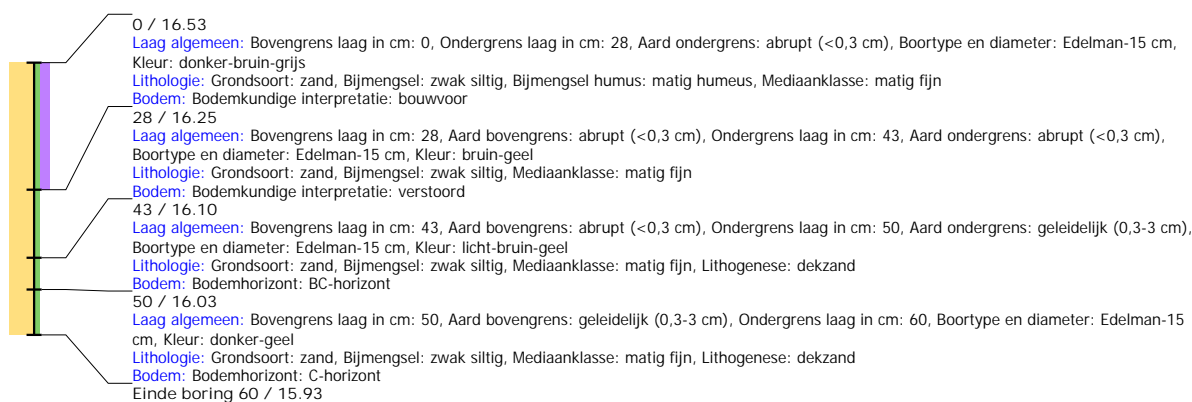 0 / 16.53
Laag algemeen: Bovengrens laag in cm: 0, Ondergrens laag in cm: 28, Aard ondergrens: abrupt (<0,3 cm), Boortype en diameter: Edelman-15 cm,
Kleur: donker-bruin-grijs
Lithologie: Grondsoort: zand, Bijmengsel: zwak siltig, Bijmengsel humus: matig humeus, Mediaanklasse: matig fijn
Bodem: Bodemkundige interpretatie: bouwvoor
28 / 16.25
Laag algemeen: Bovengrens laag in cm: 28, Aard bovengrens: abrupt (<0,3 cm), Ondergrens laag in cm: 43, Aard ondergrens: abrupt (<0,3 cm),
Boortype en diameter: Edelman-15 cm, Kleur: bruin-geel
Lithologie: Grondsoort: zand, Bijmengsel: zwak siltig, Mediaanklasse: matig fijn
Bodem: Bodemkundige interpretatie: verstoord
43 / 16.10
Laag algemeen: Bovengrens laag in cm: 43, Aard bovengrens: abrupt (<0,3 cm), Ondergrens laag in cm: 50, Aard ondergrens: geleidelijk (0,3-3 cm),
Boortype en diameter: Edelman-15 cm, Kleur: licht-bruin-geel
Lithologie: Grondsoort: zand, Bijmengsel: zwak siltig, Mediaanklasse: matig fijn, Lithogenese: dekzand
Bodem: Bodemhorizont: BC-horizont
50 / 16.03
Laag algemeen: Bovengrens laag in cm: 50, Aard bovengrens: geleidelijk (0,3-3 cm), Ondergrens laag in cm: 60, Boortype en diameter: Edelman-15
cm, Kleur: donker-geel
Lithologie: Grondsoort: zand, Bijmengsel: zwak siltig, Mediaanklasse: matig fijn, Lithogenese: dekzand
Bodem: Bodemhorizont: C-horizont
Einde boring 60 / 15.93